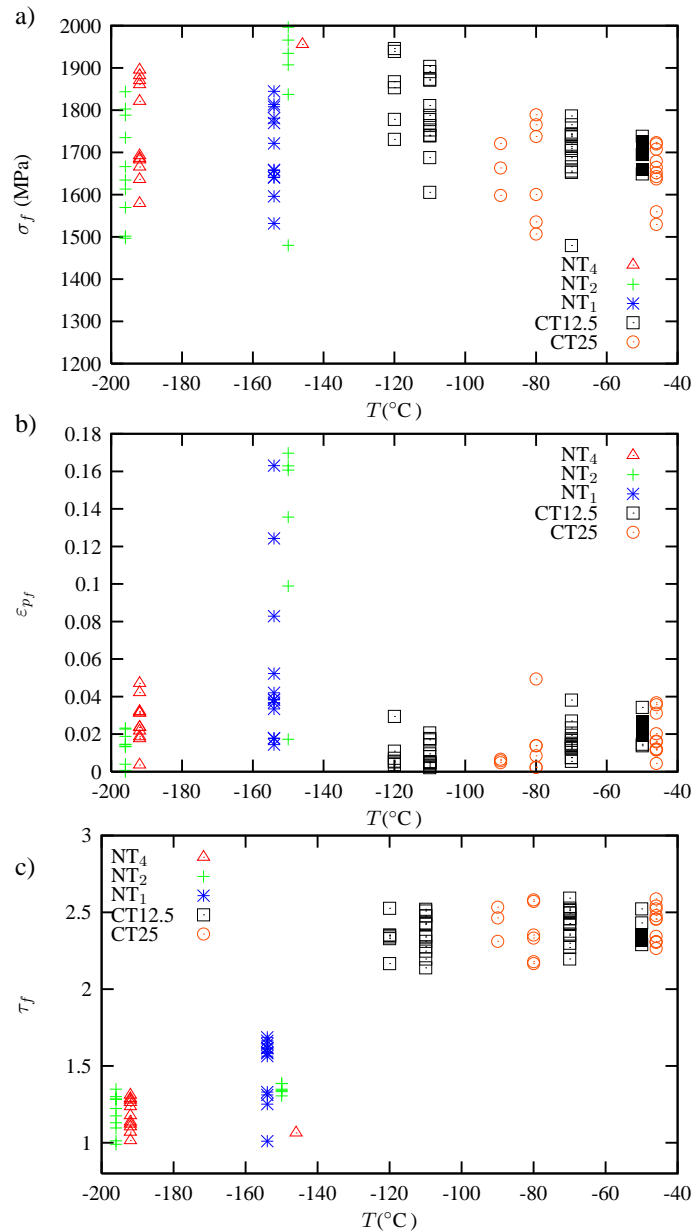 a)
2000
1900
1800
1700
1600
1500
1400
1300
1200
σf (MPa)
NT4
NT2
NT1
CT12.5
CT25
-200 -180 -160 -140 -120 -100 -80 -60 -40
T(°C)
b)
0.18
0.16
0.14
0.12
0.1
0.08
0.06
0.04
0.02
0
εpf
NT4
NT2
NT1
CT12.5
CT25
-200 -180 -160 -140 -120 -100 -80 -60 -40
T(°C)
c)
3
2.5
2
1.5
1
τf
NT4
NT2
NT1
CT12.5
CT25
-200 -180 -160 -140 -120 -100 -80 -60 -40
T(°C)